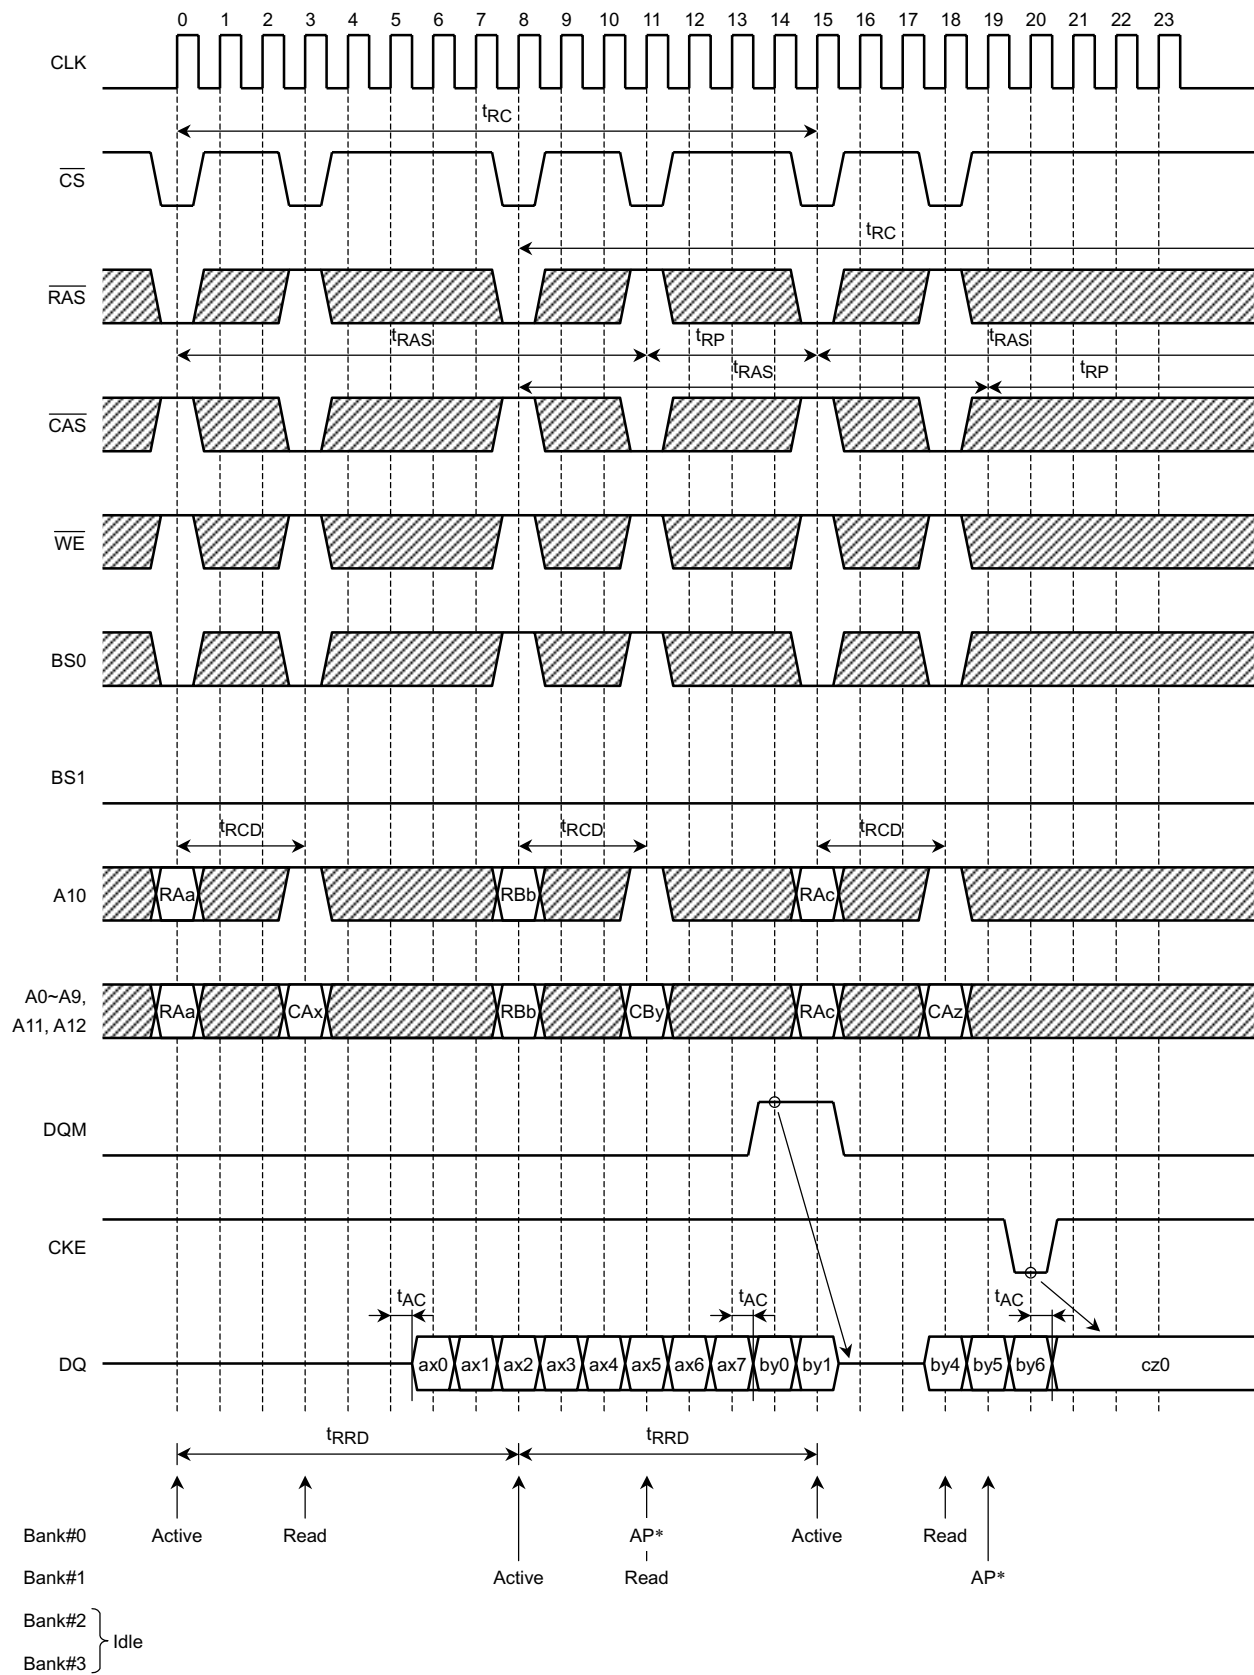 0 1 2 3 4 5 6 7 8 9 10 11 12 13 14 15 16 17 18 19 20 21 22 23
CLK
tRC
CS
tRC
RAS
tRAS tRP tRAS
tRAS tRP
CAS
WE
BS0
BS1
tRCD tRCD tRCD
A10 RAa RBb RAc
A0~A9,
A11, A12
RAa CAx RBb CBy RAc CAz
DQM
CKE
tAC tAC tAC
DQ ax0 ax1 ax2 ax3 ax4 ax5 ax6 ax7 by0 by1 by4 by5 by6 cz0
tRRD tRRD
Bank#0 Active Read AP* Active Read
Bank#1 Active Read AP*
Bank#2
Idle
Bank#3